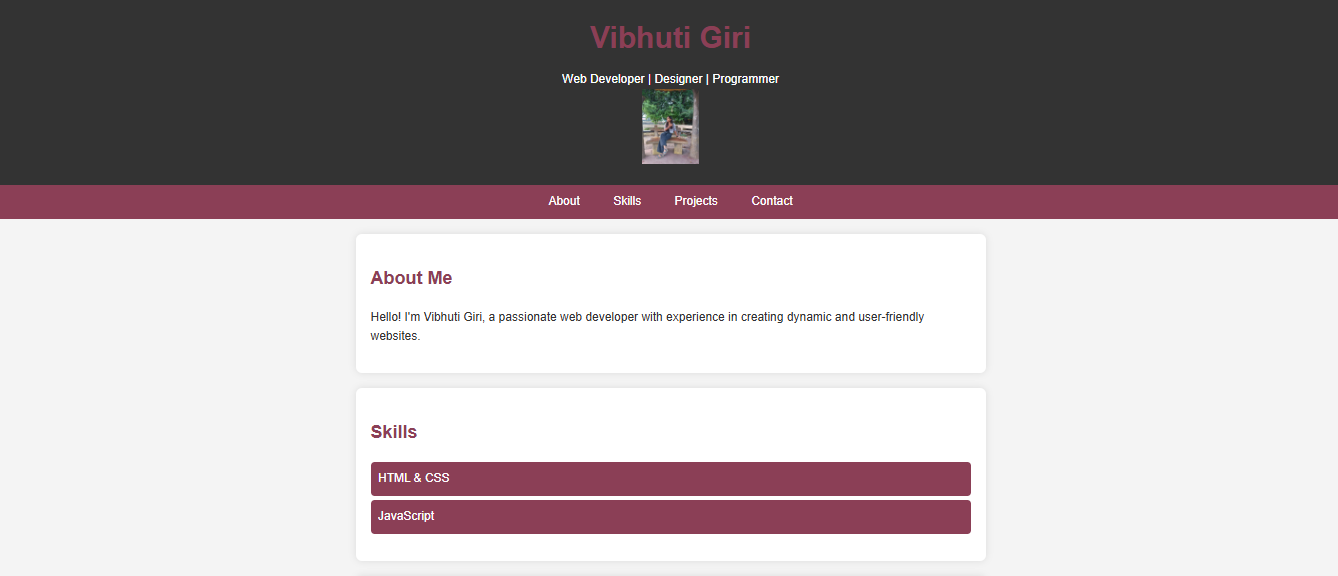 Vibhuti Giri
Web Developer | Designer | Programmer
About Skills Projects Contact
About Me
Hello! I'm Vibhuti Giri, a passionate web developer with experience in creating dynamic and user-friendly
websites.
Skills
HTML & CSS
JavaScript